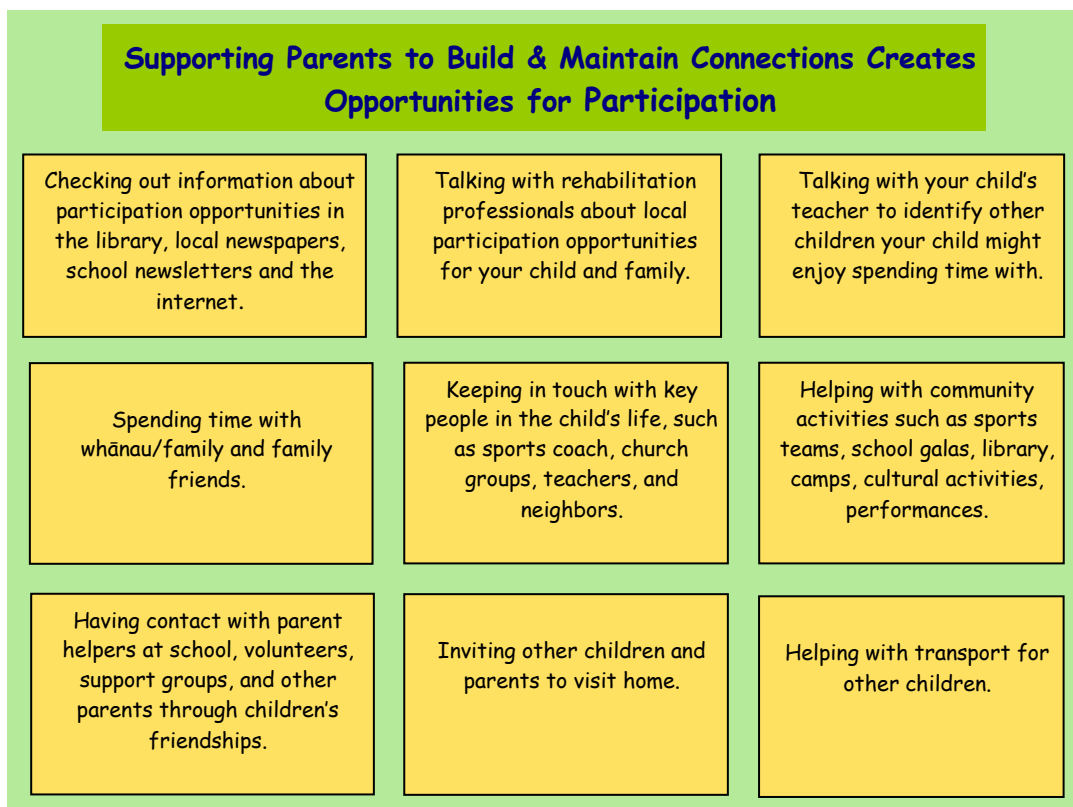 Supporting Parents to Build & Maintain Connections Creates
Opportunities for Participation
Checking out information about
participation opportunities in
the library, local newspapers,
school newsletters and the
internet.
Talking with rehabilitation
professionals about local
participation opportunities
for your child and family.
Talking with your child's
teacher to identify other
children your child might
enjoy spending time with.
Spending time with
whānau/family and family
friends.
Keeping in touch with key
people in the child's life, such
as sports coach, church
groups, teachers, and
neighbors.
Helping with community
activities such as sports
teams, school galas, library,
camps, cultural activities,
performances.
Having contact with parent
helpers at school, volunteers,
support groups, and other
parents through children's
friendships.
Inviting other children and
parents to visit home.
Helping with transport for
other children.